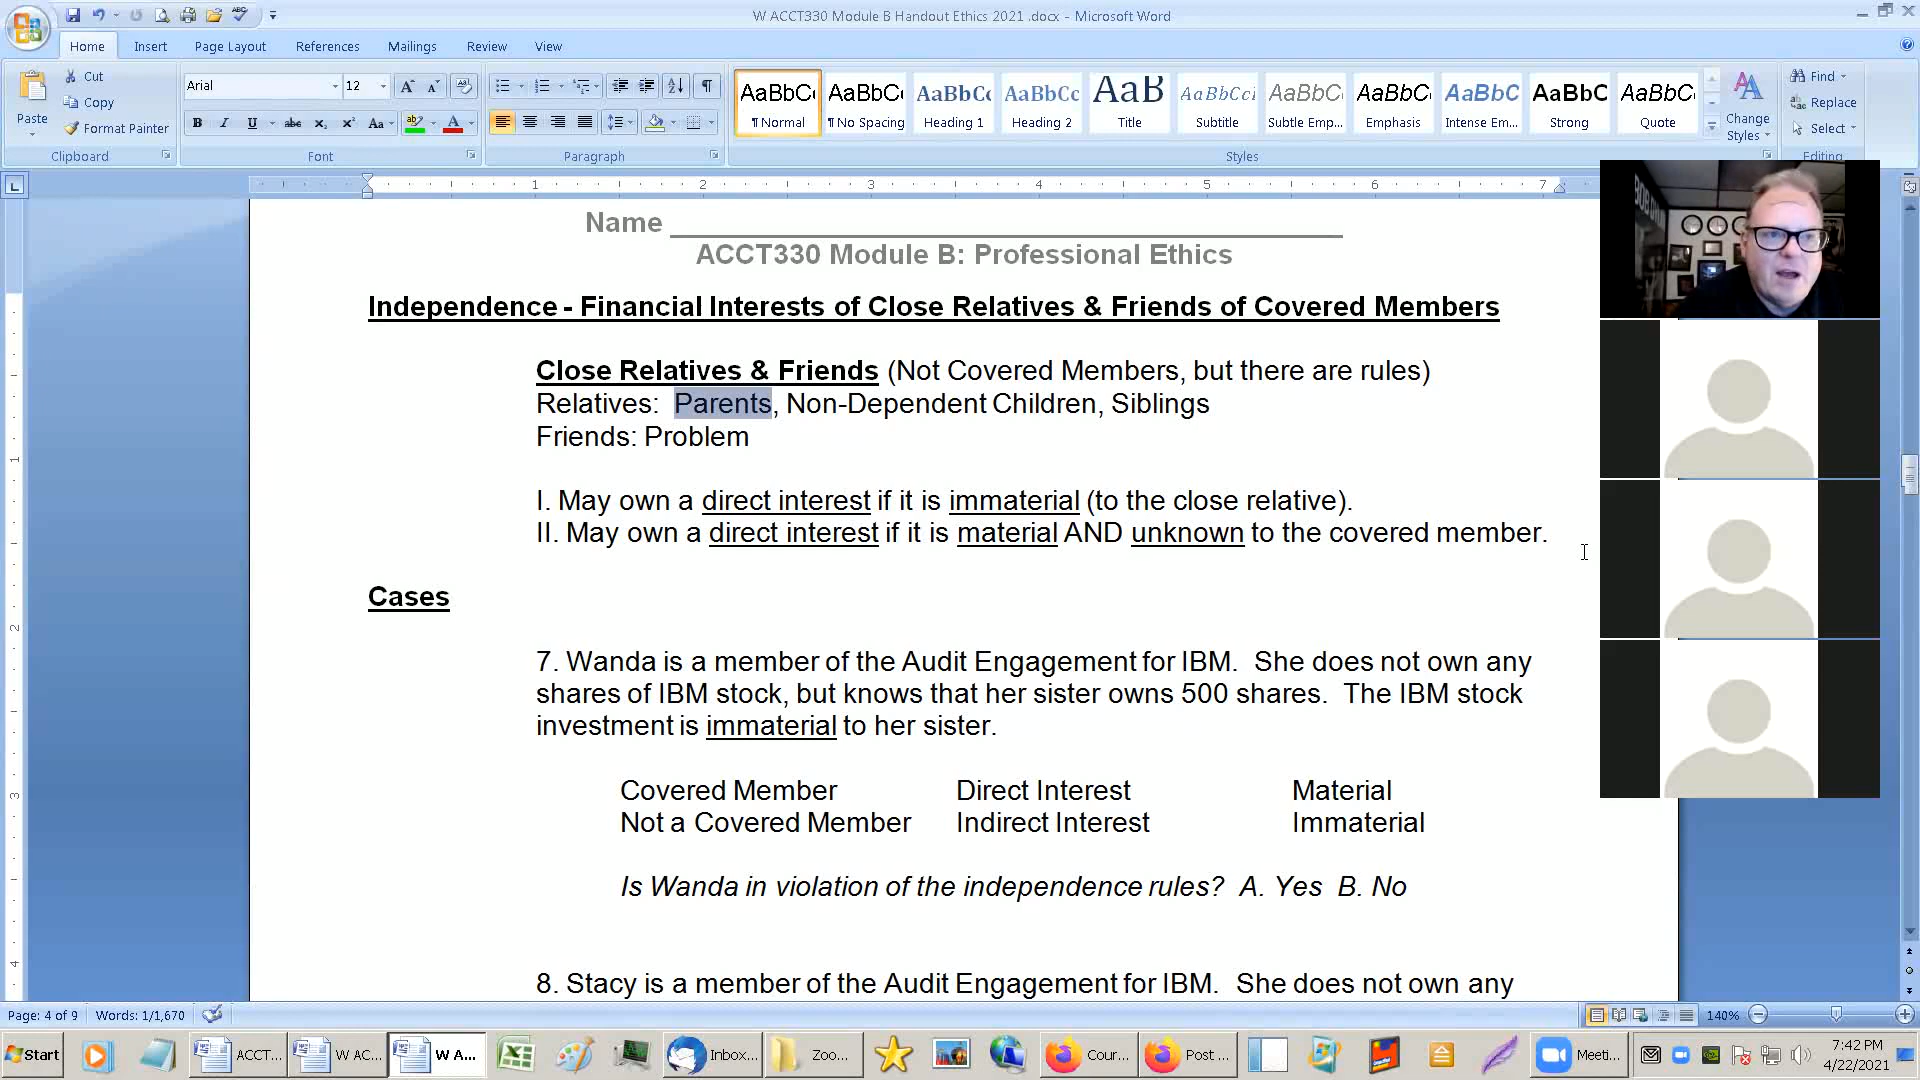 W ACCT330 Module B Handout Ethics 2021 .docx - Microsoft Word
Home Insert Page Layout References Mailings Review View
Paste Cut Copy Format Painter
Arial 12
AaBbCc AaBbCc AaBbCc AaBbCc AaB AaBbCcI AaBbCc AaBbCc AaBbC AaBbC AaBbC
¶ Normal ¶ No Spacing Heading 1 Heading 2 Title Subtitle Subtle Emp... Emphasis Intense Em... Strong Quote
Change Styles
Find Replace Select
Clipboard Font Paragraph Styles Editing
1 2 3 4 5 6 7
Name
ACCT330 Module B: Professional Ethics
Independence - Financial Interests of Close Relatives & Friends of Covered Members
Close Relatives & Friends (Not Covered Members, but there are rules)
Relatives: Parents, Non-Dependent Children, Siblings
Friends: Problem
I. May own a direct interest if it is immaterial (to the close relative).
II. May own a direct interest if it is material AND unknown to the covered member.
Cases
7. Wanda is a member of the Audit Engagement for IBM. She does not own any
shares of IBM stock, but knows that her sister owns 500 shares. The IBM stock
investment is immaterial to her sister.
Covered Member Direct Interest Material
Not a Covered Member Indirect Interest Immaterial
Is Wanda in violation of the independence rules? A. Yes B. No
8. Stacy is a member of the Audit Engagement for IBM. She does not own any
Page: 4 of 9 Words: 1/1,670 140%
Start ACCT... W AC... W A... Inbox... Zoo... Cour... Post ... Meeti... 7:42 PM
4/22/2021